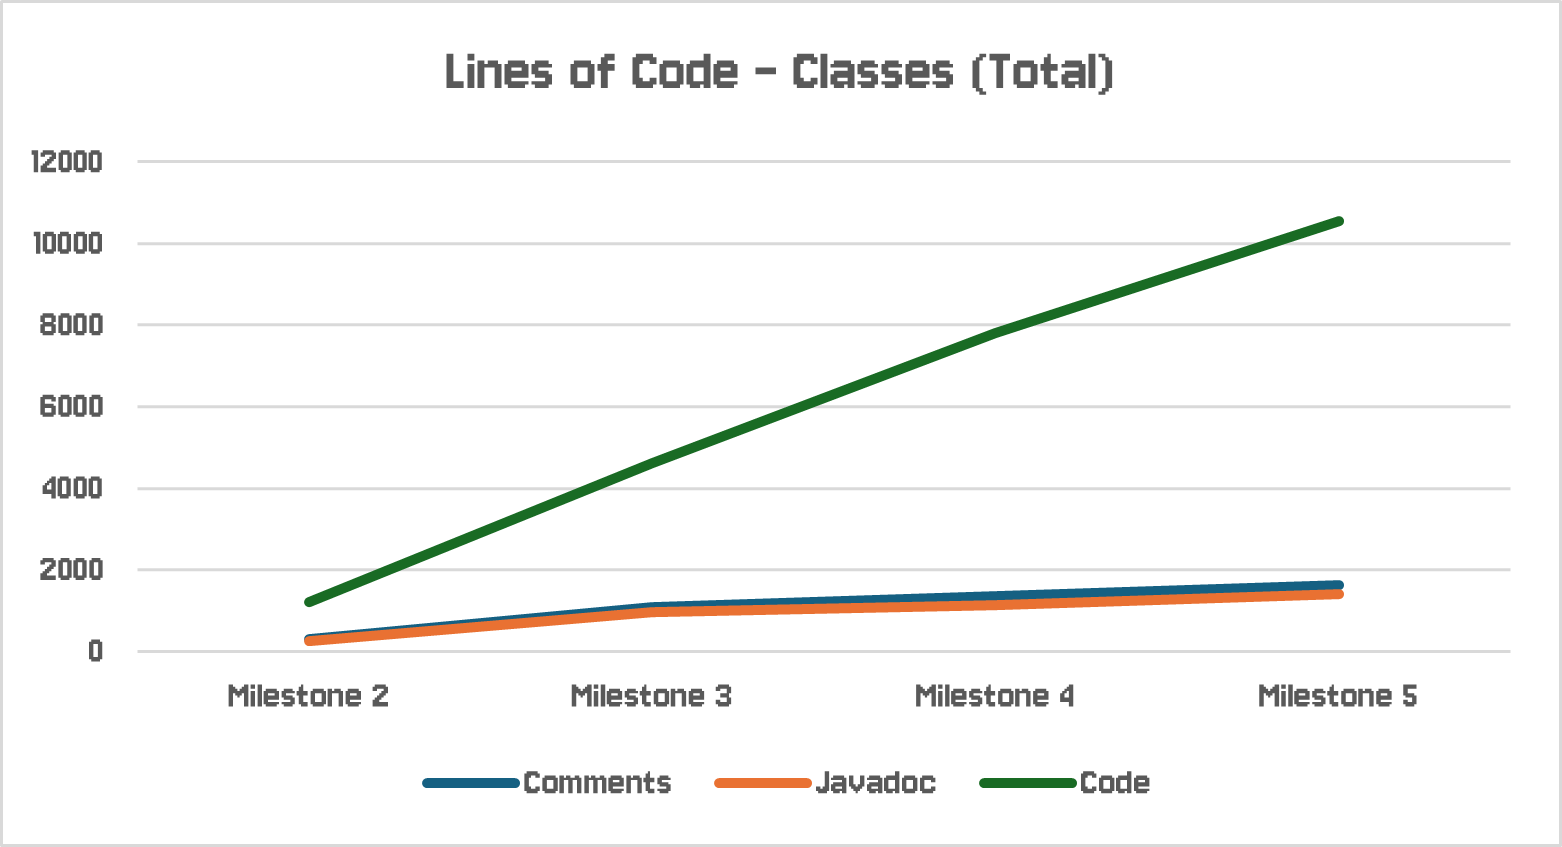 Lines of Code - Classes (Total)
12000
10000
8000
6000
4000
2000
0
Milestone 2 Milestone 3 Milestone 4 Milestone 5
Comments Javadoc Code